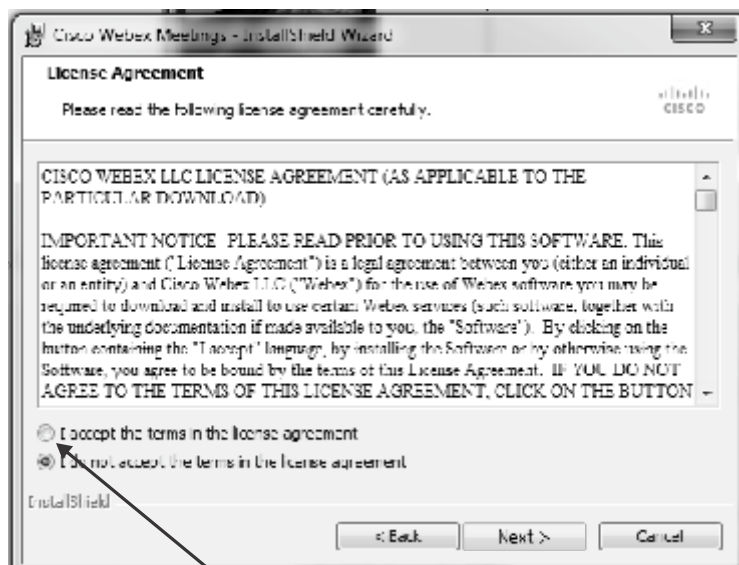 Cisco Webex Meetings - InstallShield Wizard
License Agreement
Please read the following license agreement carefully.
CISCO
CISCO WEBEX LLC LICENSE AGREEMENT (AS APPLICABLE TO THE
PARTICULAR DOWNLOAD)
IMPORTANT NOTICE PLEASE READ PRIOR TO USING THIS SOFTWARE. This
license agreement ("License Agreement") is a legal agreement between you (either an individual
or an entity) and Cisco Webex LLC ("Webex") for the use of Webex software you may be
required to download and install to use certain Webex services (such software, together with
the underlying documentation if made available to you, the "Software"). By clicking on the
button containing the "I accept" language, by installing the Software or by otherwise using the
Software, you agree to be bound by the terms of this License Agreement. IF YOU DO NOT
AGREE TO THE TERMS OF THIS LICENSE AGREEMENT, CLICK ON THE BUTTON
I accept the terms in the license agreement
I do not accept the terms in the license agreement
InstallShield
< Back
Next >
Cancel